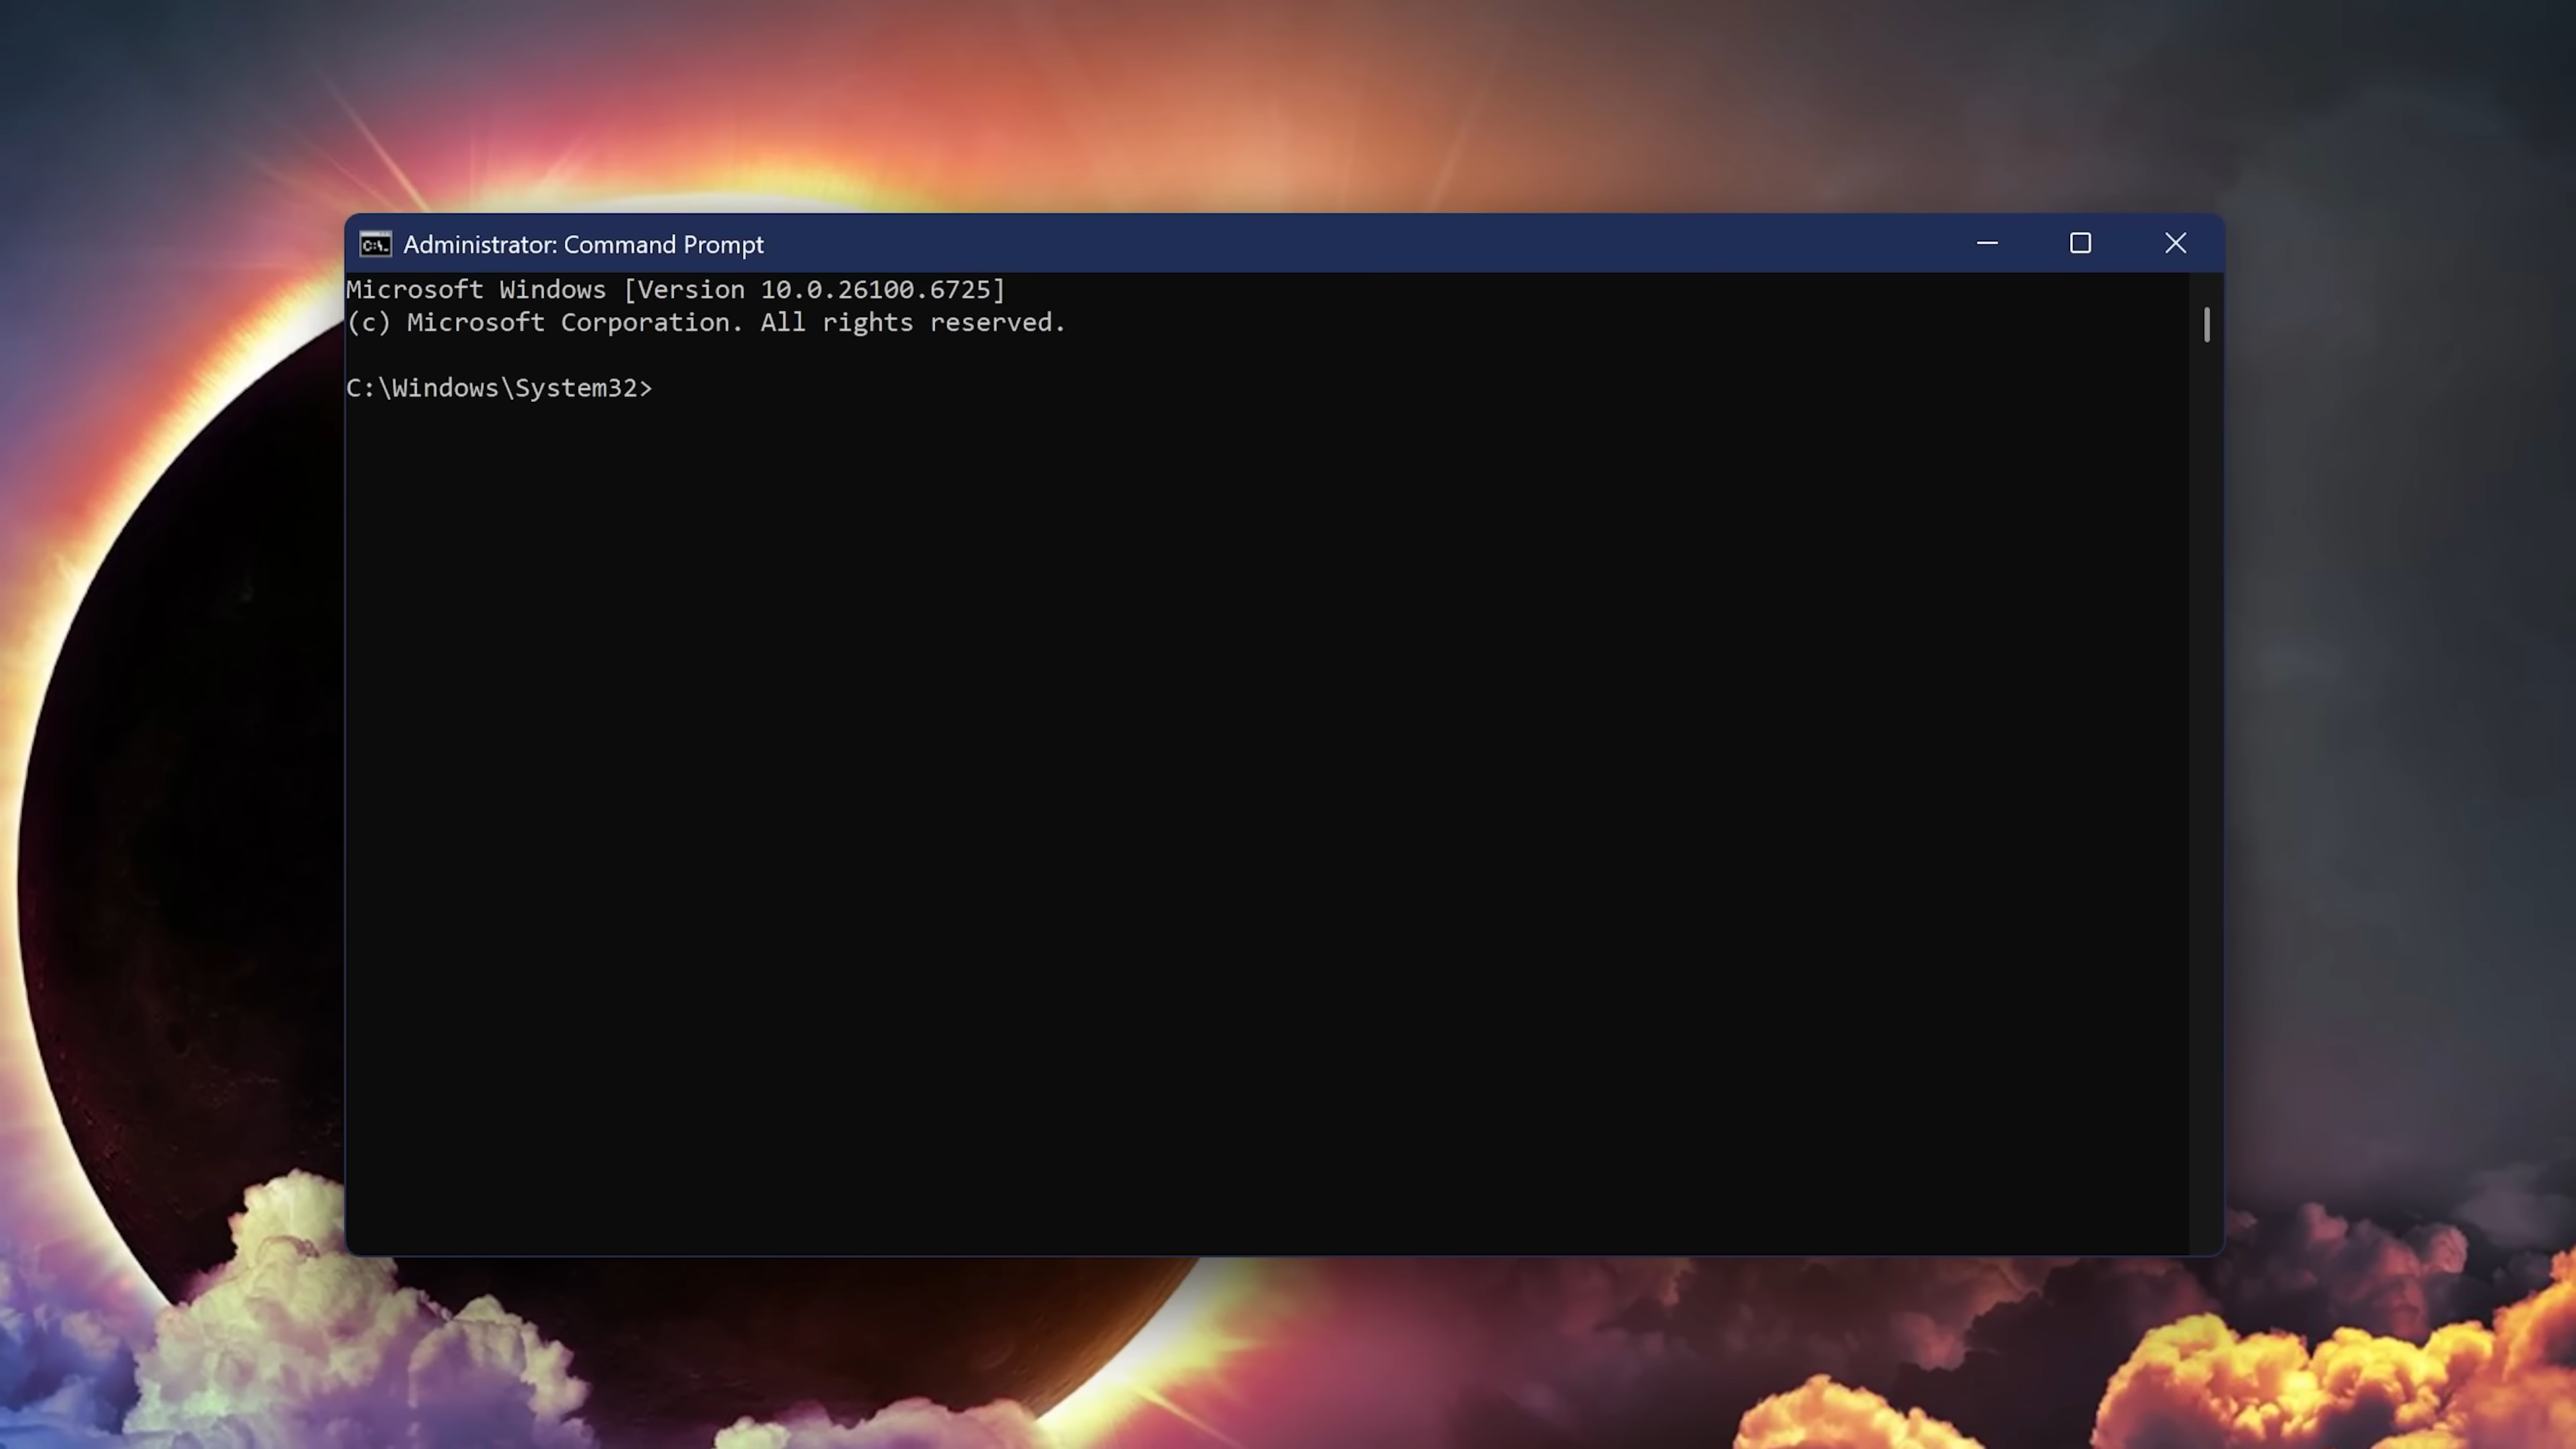 Administrator: Command Prompt
Microsoft Windows [Version 10.0.26100.6725]
(c) Microsoft Corporation. All rights reserved.
C:\Windows\System32>